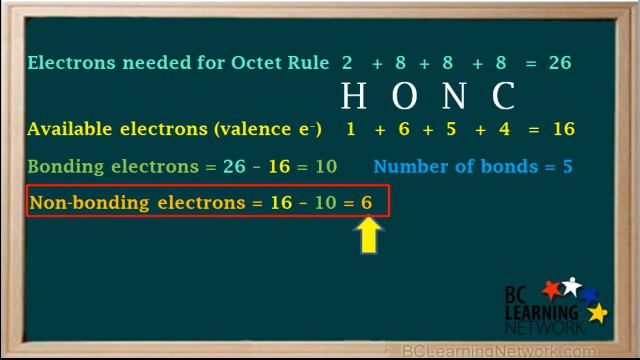 Electrons needed for Octet Rule 2 + 8 + 8 + 8 = 26
H O N C
Available electrons (valence e⁻) 1 + 6 + 5 + 4 = 16
Bonding electrons = 26 – 16 = 10 Number of bonds = 5
Non-bonding electrons = 16 – 10 = 6
BC
LEARNING
NETWORK
BCLearningNetwork.com